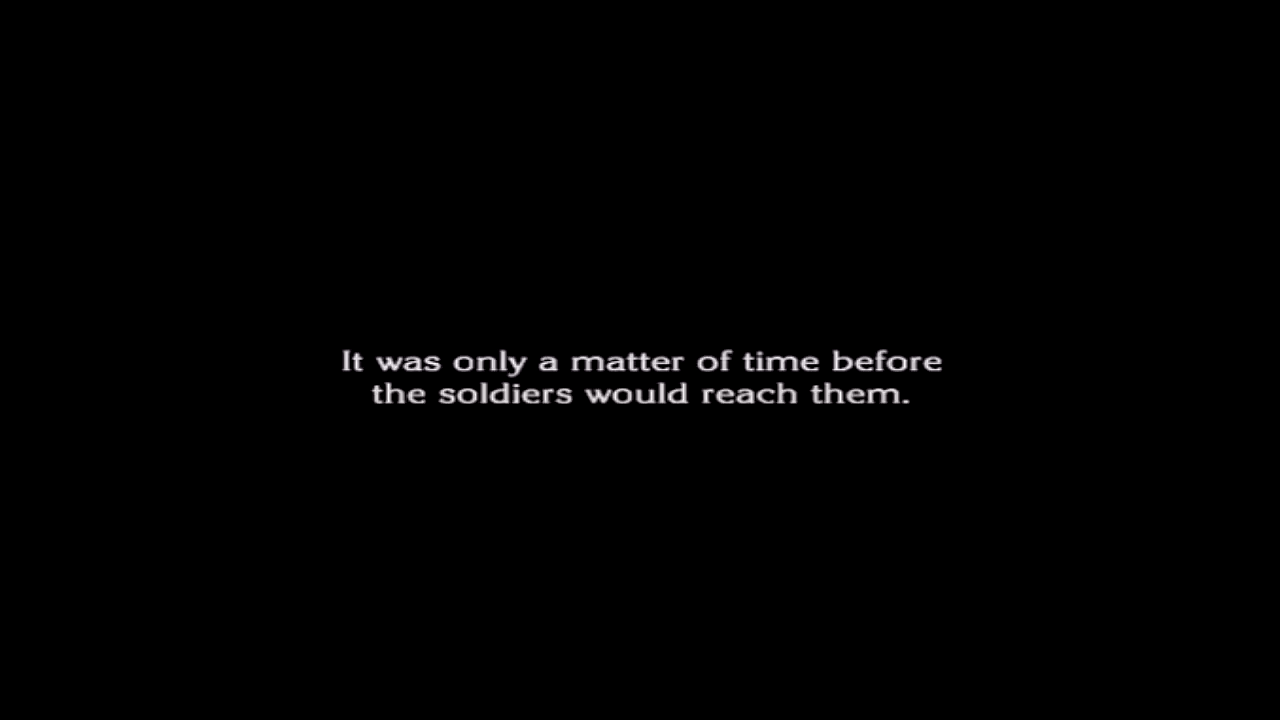 It was only a matter of time before
the soldiers would reach them.